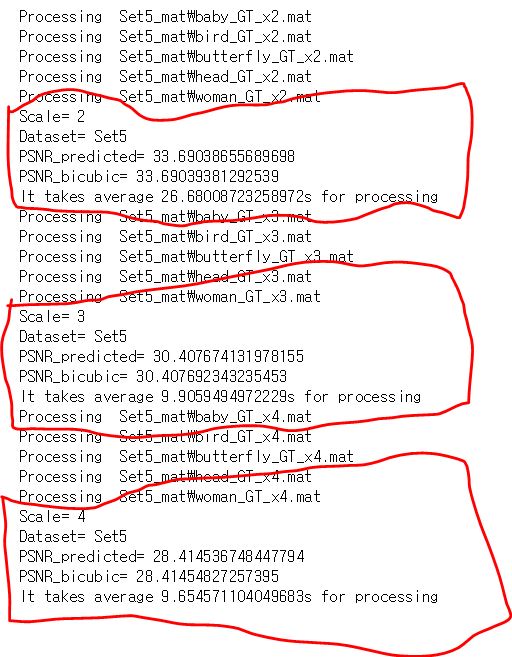 Processing  Set5_mat₩baby_GT_x2.mat
Processing  Set5_mat₩bird_GT_x2.mat
Processing  Set5_mat₩butterfly_GT_x2.mat
Processing  Set5_mat₩head_GT_x2.mat
Processing  Set5_mat₩woman_GT_x2.mat
Scale= 2
Dataset= Set5
PSNR_predicted= 33.69038655689698
PSNR_bicubic= 33.69039381292539
It takes average 26.68008723258972s for processing
Processing  Set5_mat₩baby_GT_x3.mat
Processing  Set5_mat₩bird_GT_x3.mat
Processing  Set5_mat₩butterfly_GT_x3.mat
Processing  Set5_mat₩head_GT_x3.mat
Processing  Set5_mat₩woman_GT_x3.mat
Scale= 3
Dataset= Set5
PSNR_predicted= 30.407674131978155
PSNR_bicubic= 30.407692343235453
It takes average 9.9059494972229s for processing
Processing  Set5_mat₩baby_GT_x4.mat
Processing  Set5_mat₩bird_GT_x4.mat
Processing  Set5_mat₩butterfly_GT_x4.mat
Processing  Set5_mat₩head_GT_x4.mat
Processing  Set5_mat₩woman_GT_x4.mat
Scale= 4
Dataset= Set5
PSNR_predicted= 28.414536748447794
PSNR_bicubic= 28.41454827257395
It takes average 9.654571104049683s for processing